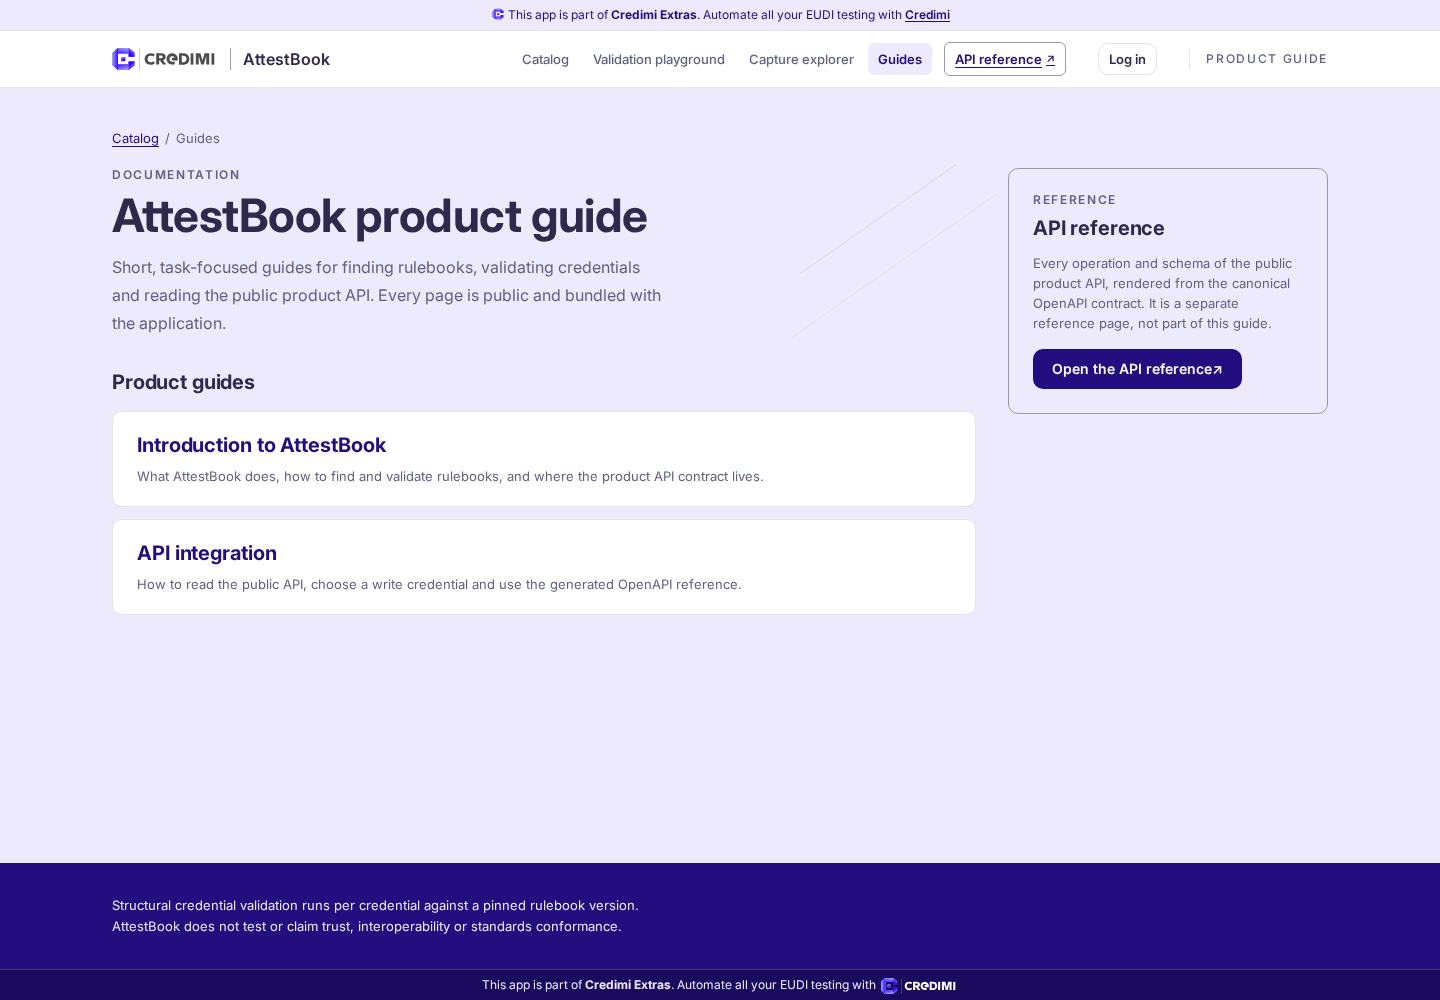 This app is part of Credimi Extras. Automate all your EUDI testing with Credimi
CREDIMI
AttestBook
Catalog
Validation playground
Capture explorer
Guides
API reference ↗
Log in
PRODUCT GUIDE
Catalog / Guides
DOCUMENTATION
AttestBook product guide
Short, task-focused guides for finding rulebooks, validating credentials
and reading the public product API. Every page is public and bundled with
the application.
REFERENCE
API reference
Every operation and schema of the public
product API, rendered from the canonical
OpenAPI contract. It is a separate
reference page, not part of this guide.
Open the API reference↗
Product guides
Introduction to AttestBook
What AttestBook does, how to find and validate rulebooks, and where the product API contract lives.
API integration
How to read the public API, choose a write credential and use the generated OpenAPI reference.
Structural credential validation runs per credential against a pinned rulebook version.
AttestBook does not test or claim trust, interoperability or standards conformance.
This app is part of Credimi Extras. Automate all your EUDI testing with CREDIMI